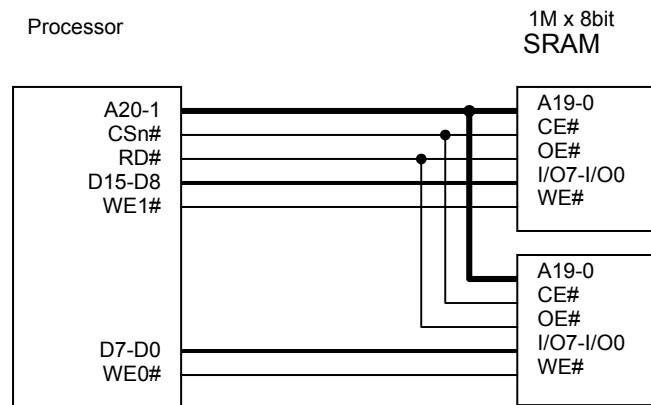 Processor
1M x 8bit
SRAM
A20-1
CSn#
RD#
D15-D8
WE1#
D7-D0
WE0#
A19-0
CE#
OE#
I/O7-I/O0
WE#
A19-0
CE#
OE#
I/O7-I/O0
WE#